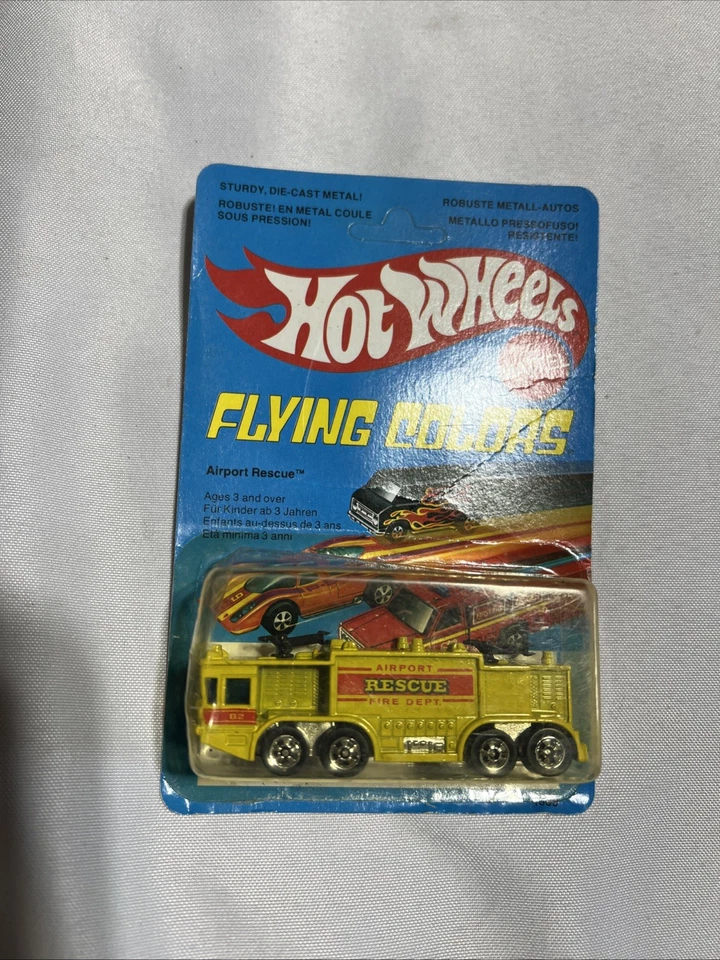 STURDY, DIE-CAST METAL!
ROBUSTE! EN METAL COULE
SOUS PRESSION!
ROBUSTE METALL-AUTOS
METALLO PRESSOFUSO!
RESISTENTE!
HOT WHEELS
FLYING COLORS
Airport Rescue™
Ages 3 and over
Für Kinder ab 3 Jahren
Enfants au-dessus de 3 ans
Età minima 3 anni
AIRPORT
RESCUE
FIRE DEPT.
82